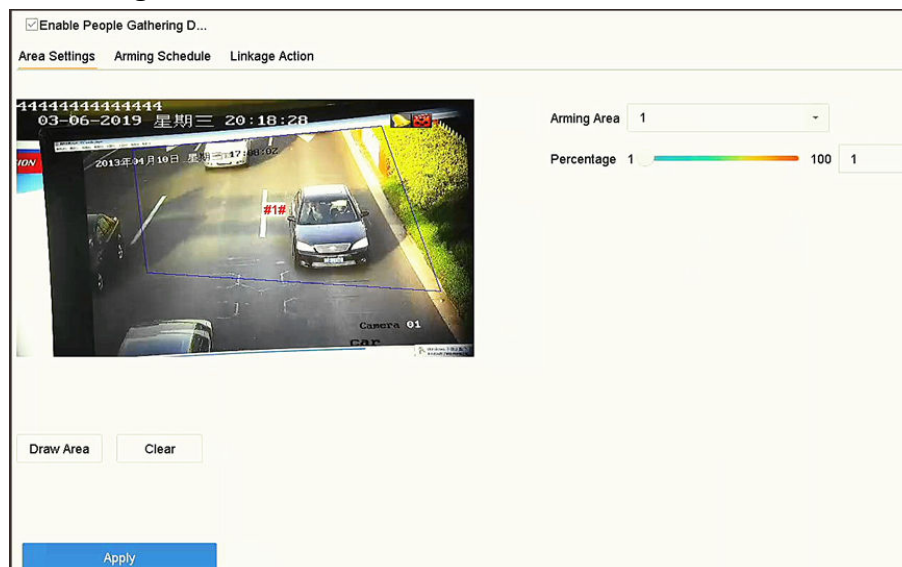 Enable People Gathering D...
Area Settings Arming Schedule Linkage Action
44444444444444
03-06-2019 星期三 20:18:28
ION
2013年04月10日 星期三 17:08:02
#1#
Camera 01
car
Arming Area 1
Percentage 1 100 1
Draw Area Clear
Apply